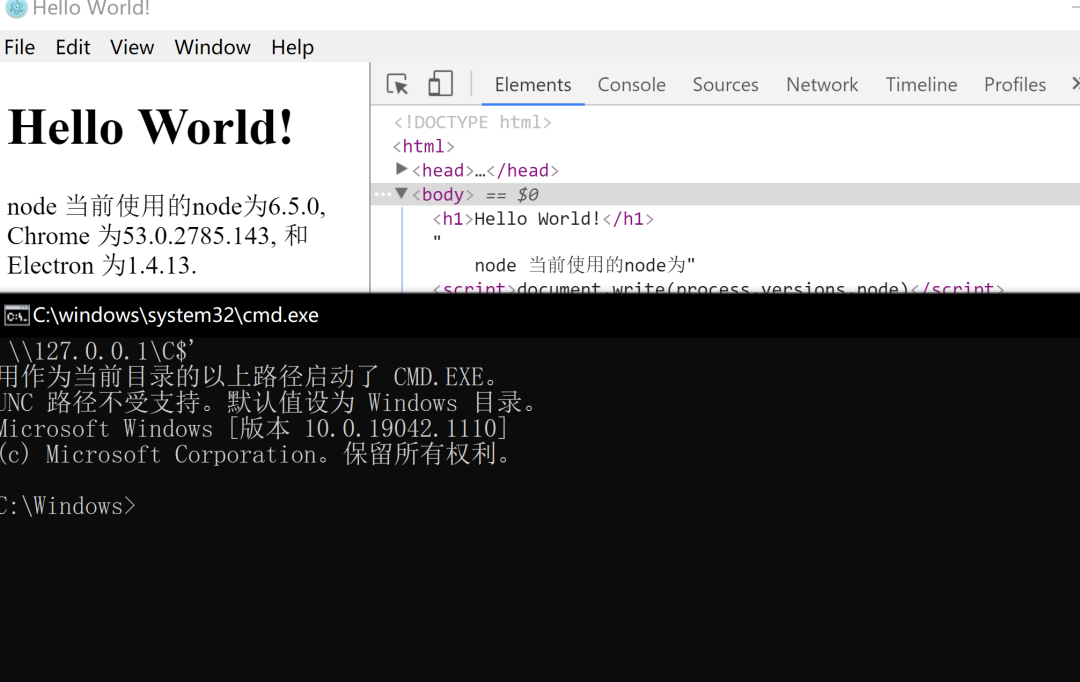 Hello World!
File Edit View Window Help
Elements Console Sources Network Timeline Profiles
Hello World!
node 当前使用的node为6.5.0,
Chrome 为53.0.2785.143, 和
Electron 为1.4.13.
<!DOCTYPE html>
<html>
<head>…</head>
<body> == $0
<h1>Hello World!</h1>
"
node 当前使用的node为"
<script>document.write(process.versions.node)</script>
C:\windows\system32\cmd.exe
\\127.0.0.1\C$'
用作为当前目录的以上路径启动了 CMD.EXE。
UNC 路径不受支持。默认值设为 Windows 目录。
Microsoft Windows [版本 10.0.19042.1110]
(c) Microsoft Corporation。保留所有权利。
C:\Windows>